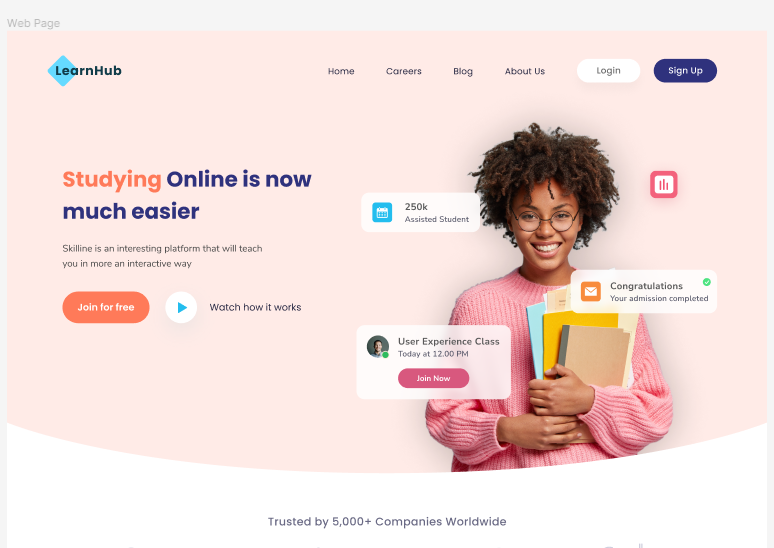 Web Page
LearnHub
Home
Careers
Blog
About Us
Login
Sign Up
Studying Online is now
much easier
Skilline is an interesting platform that will teach
you in more an interactive way
Join for free
Watch how it works
250k
Assisted Student
Congratulations
Your admission completed
User Experience Class
Today at 12.00 PM
Join Now
Trusted by 5,000+ Companies Worldwide